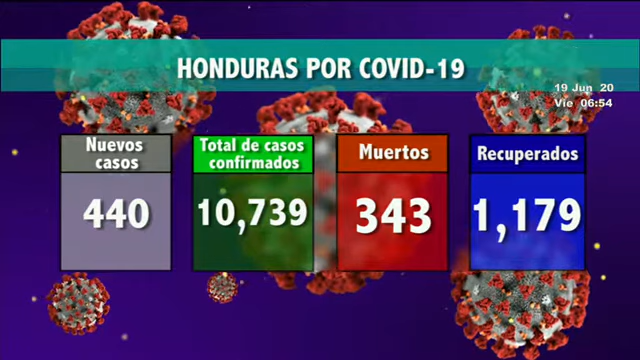 HONDURAS POR COVID-19
19 Jun 20
Vie 06:54
Nuevos
casos
440
Total de casos
confirmados
10,739
Muertos
343
Recuperados
1,179